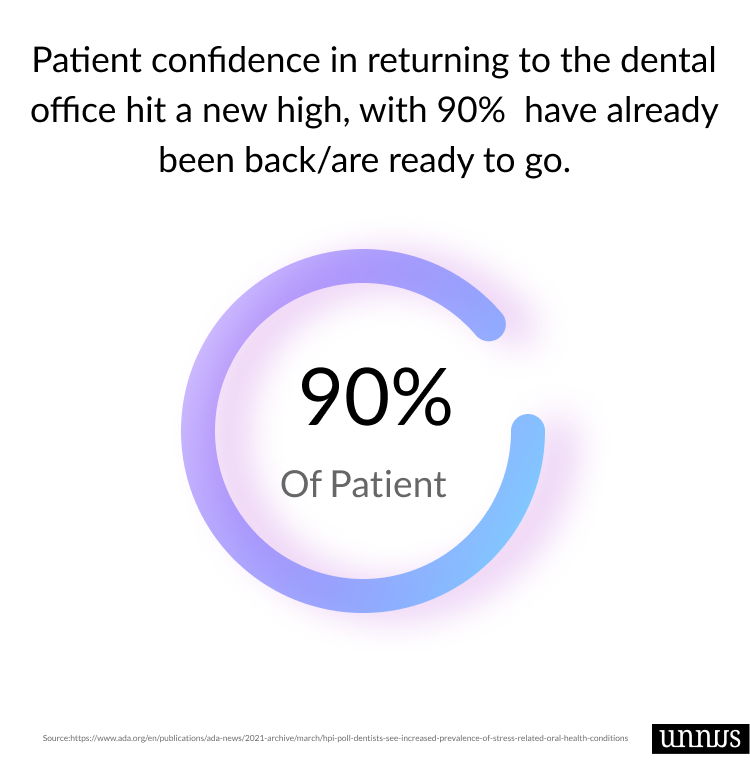 Patient confidence in returning to the dental
office hit a new high, with 90%  have already
been back/are ready to go.
90%
Of Patient
Source:https://www.ada.org/en/publications/ada-news/2021-archive/march/hpi-poll-dentists-see-increased-prevalence-of-stress-related-oral-health-conditions
unnus